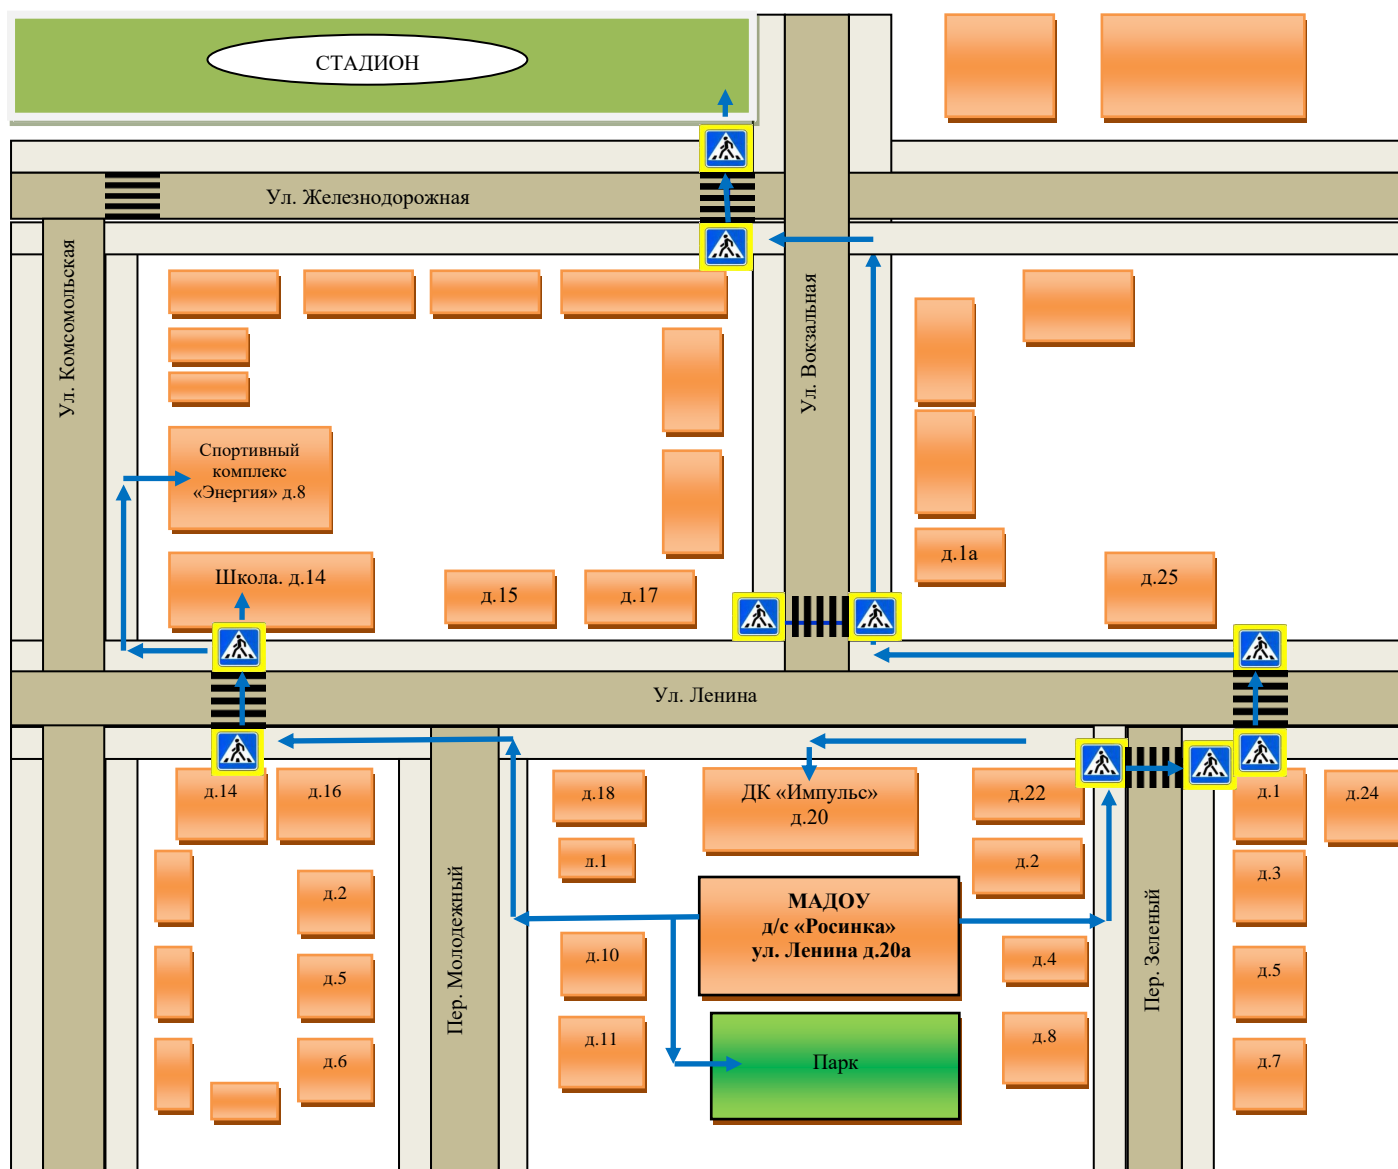 СТАДИОН
Ул. Железнодорожная
Ул. Комсомольская
Ул. Вокзальная
Спортивный
комплекс
«Энергия» д.8
Школа. д.14
д.15
д.17
д.1а
д.25
Ул. Ленина
д.14
д.16
д.18
ДК «Импульс»
д.20
д.22
д.1
д.24
д.1
д.2
д.2
д.3
МАДОУ
д/с «Росинка»
ул. Ленина д.20а
Пер. Молодежный
Пер. Зеленый
д.10
д.4
д.5
д.5
д.11
д.8
д.6
Парк
д.7